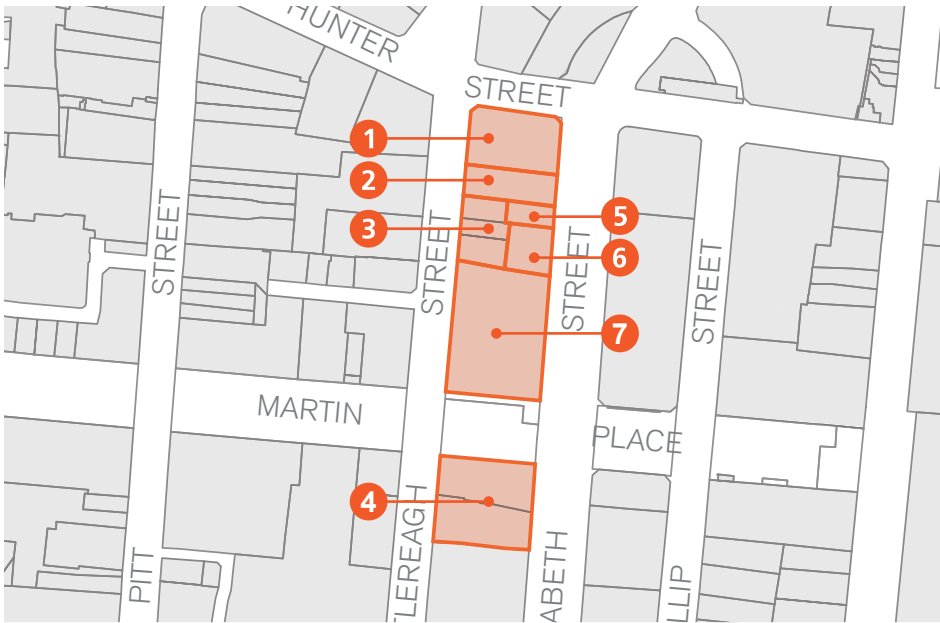 HUNTER
STREET
1
2
3
5
6
7
STREET
STREET
STREET
STREET
MARTIN
PLACE
4
PITT
TLEREAGH
ABETH
LLIP